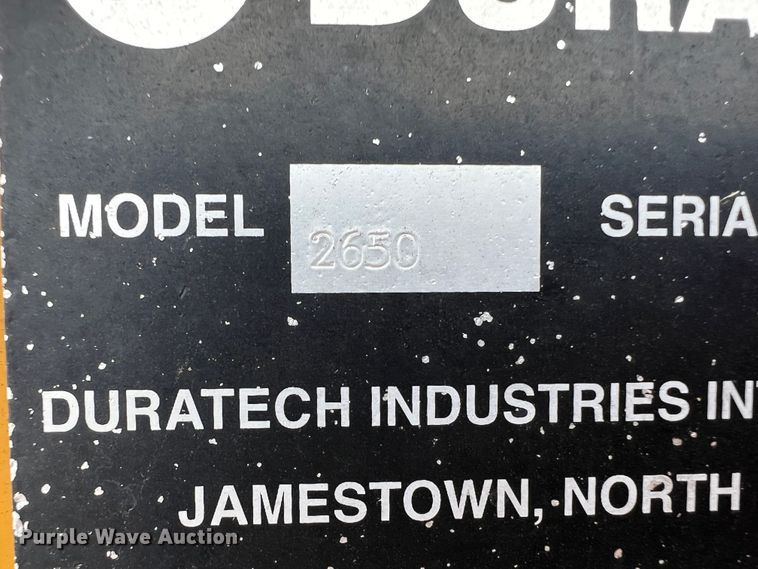 MODEL 2650 SERIA
DURATECH INDUSTRIES IN
JAMESTOWN, NORTH
Purple Wave Auction